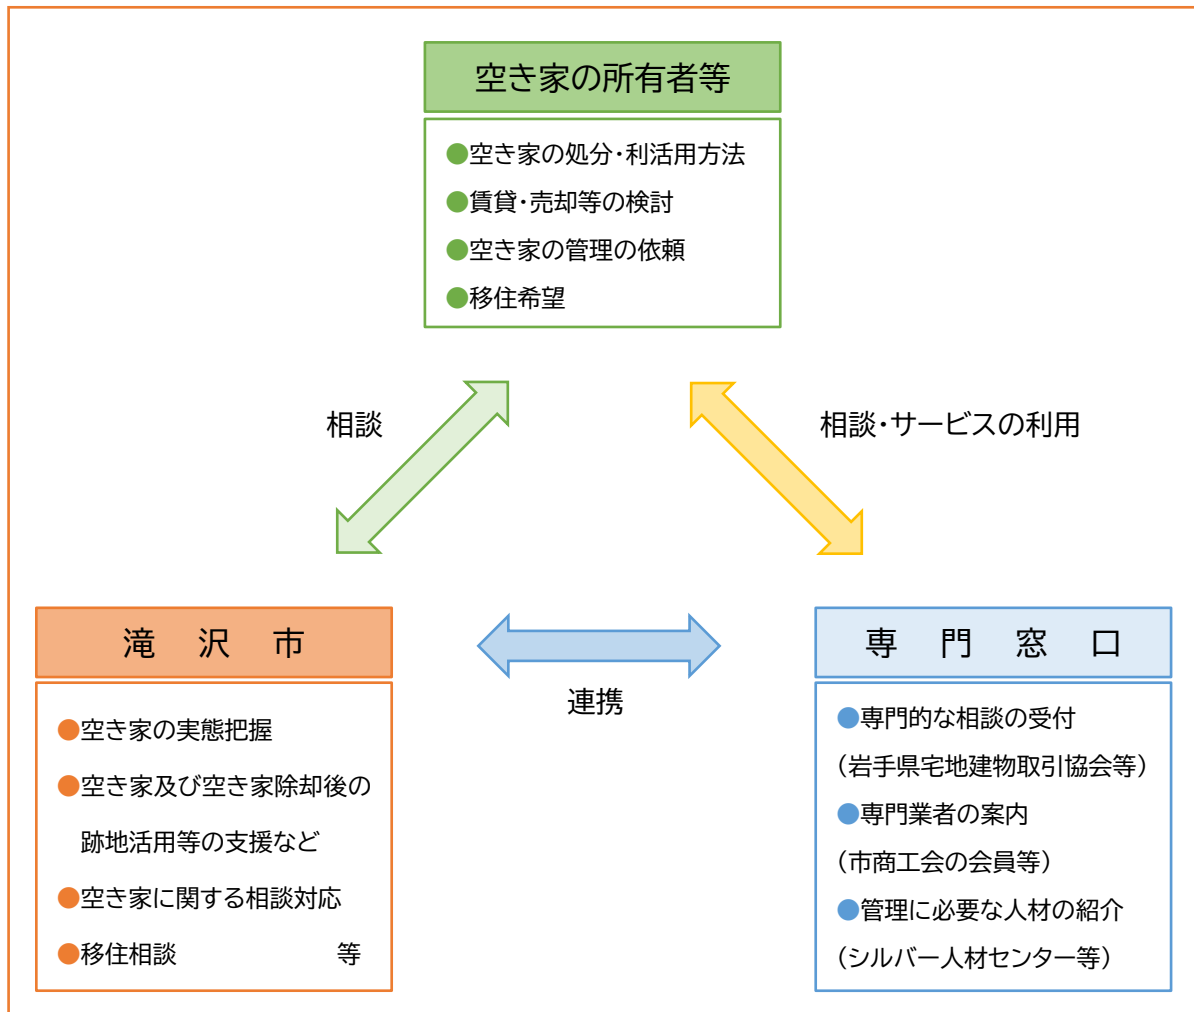 空き家の所有者等
●空き家の処分・利活用方法
●賃貸・売却等の検討
●空き家の管理の依頼
●移住希望
相談
相談・サービスの利用
滝 沢 市
●空き家の実態把握
●空き家及び空き家除却後の
跡地活用等の支援など
●空き家に関する相談対応
●移住相談 等
連携
専 門 窓 口
●専門的な相談の受付
(岩手県宅地建物取引協会等)
●専門業者の案内
(市商工会の会員等)
●管理に必要な人材の紹介
(シルバー人材センター等)